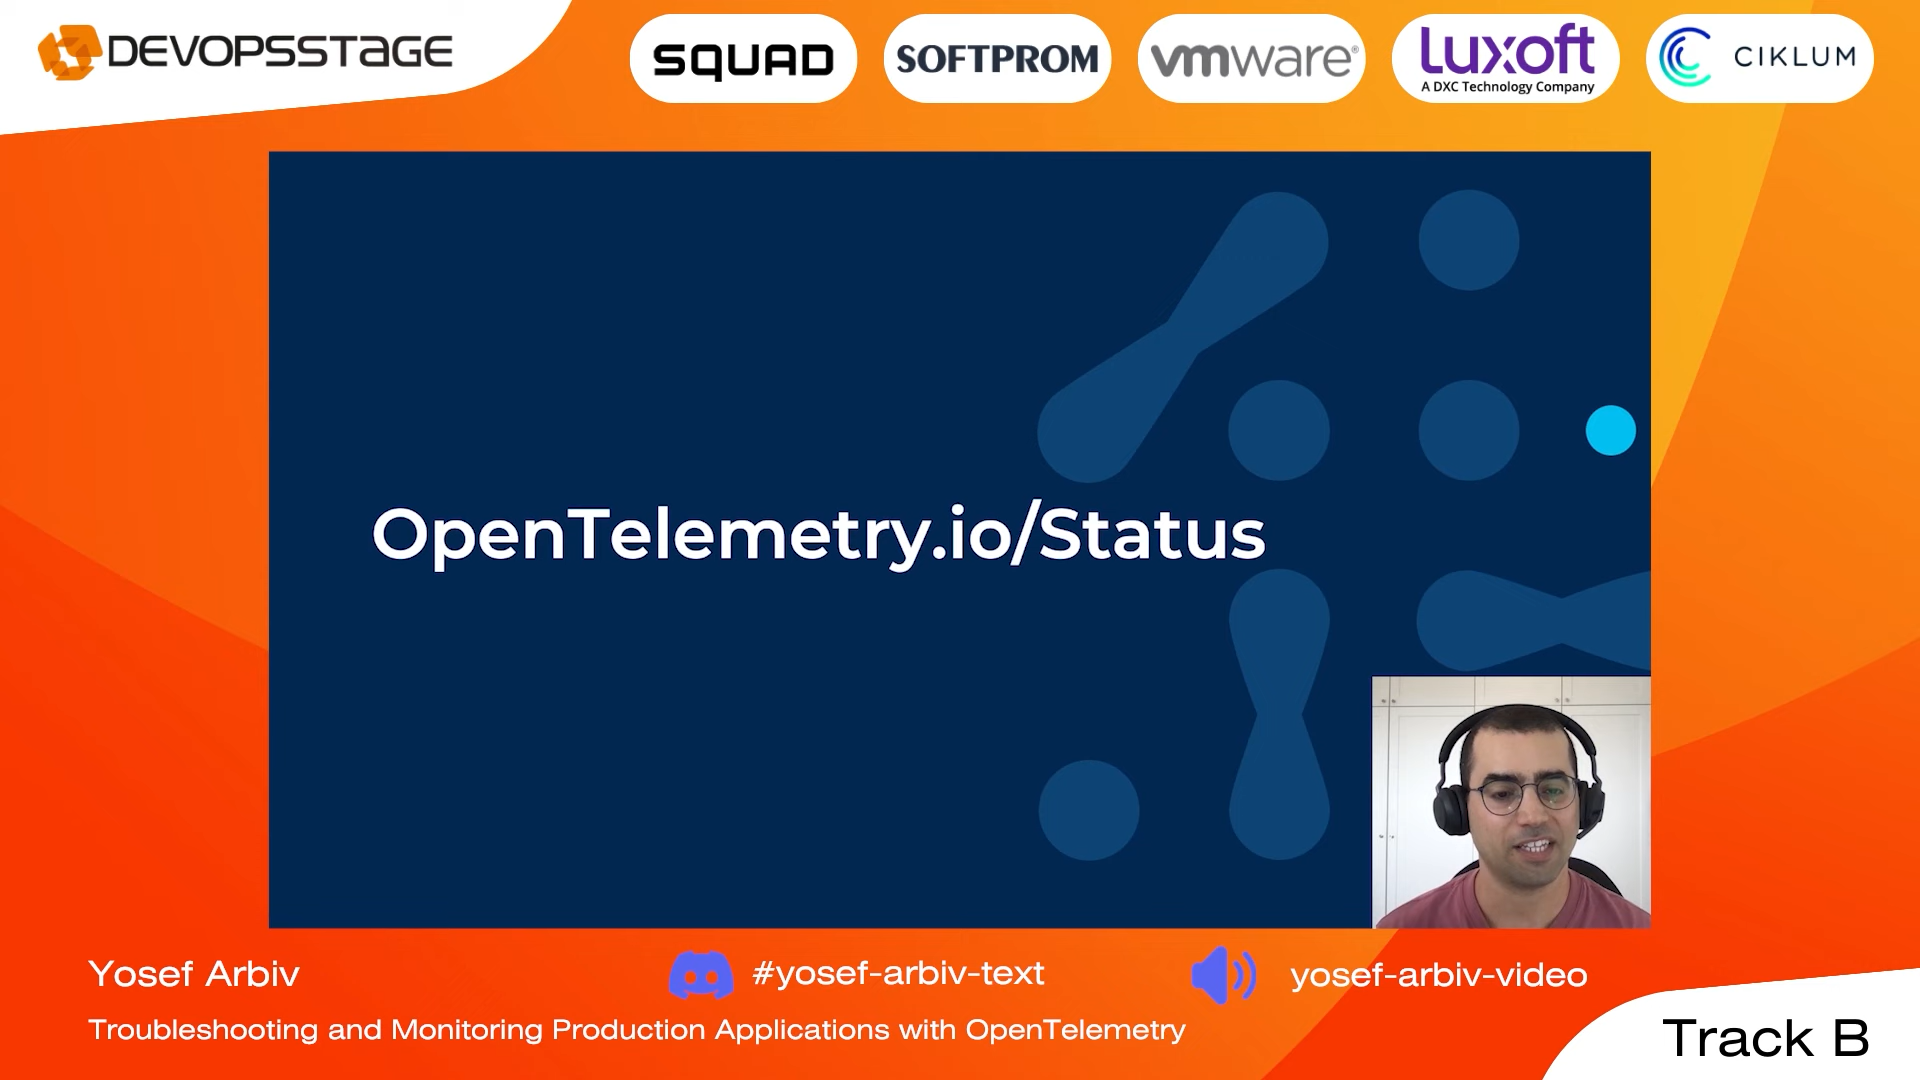 DEVOPSSTAGE
SQUAD
SOFTPROM
vmware®
Luxoft
A DXC Technology Company
CIKLUM
OpenTelemetry.io/Status
Yosef Arbiv
#yosef-arbiv-text
yosef-arbiv-video
Troubleshooting and Monitoring Production Applications with OpenTelemetry
Track B